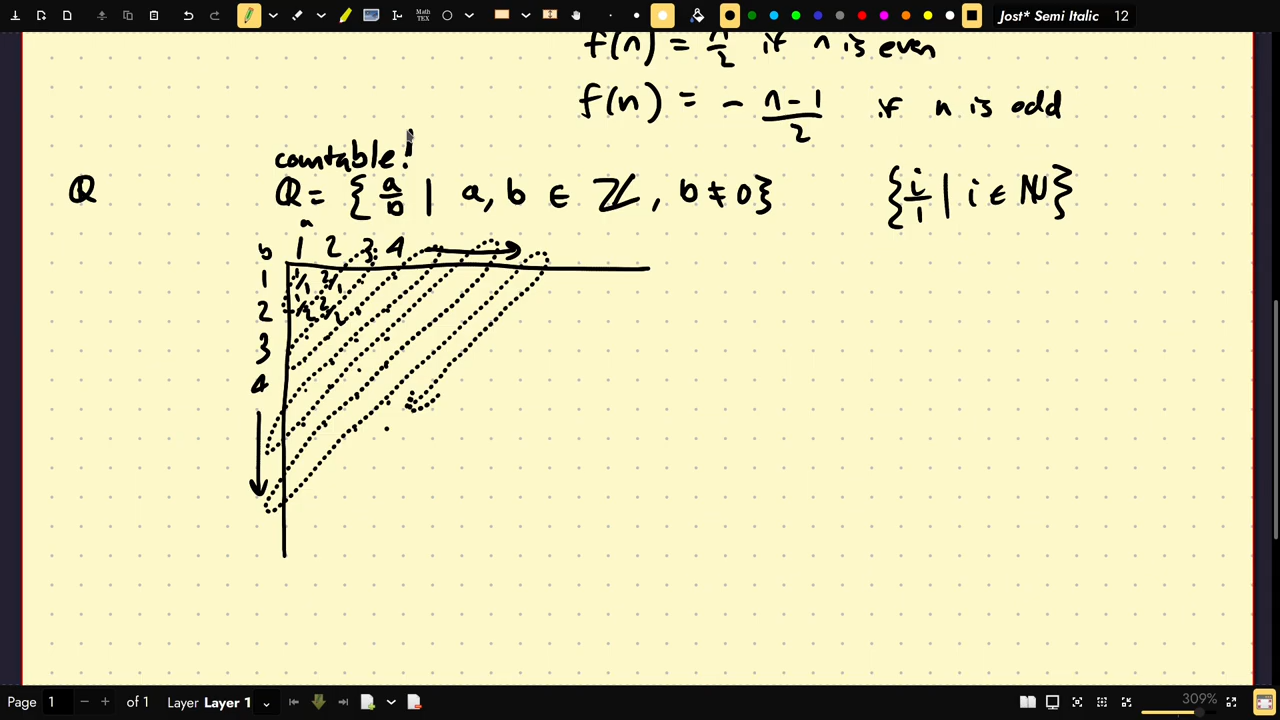 Math
TEX
Jost* Semi Italic 12
f(n) = n/2 if n is even
f(n) = - n-1/2 if n is odd
countable!
Q Q = { a/b | a, b ∈ ℤ, b ≠ 0} { i/1 | i ∈ ℕ }
a
b 1 2 3 4
1 1/1 2/1
2 1/2 2/2
3
4
Page 1 of 1 Layer Layer 1 309%